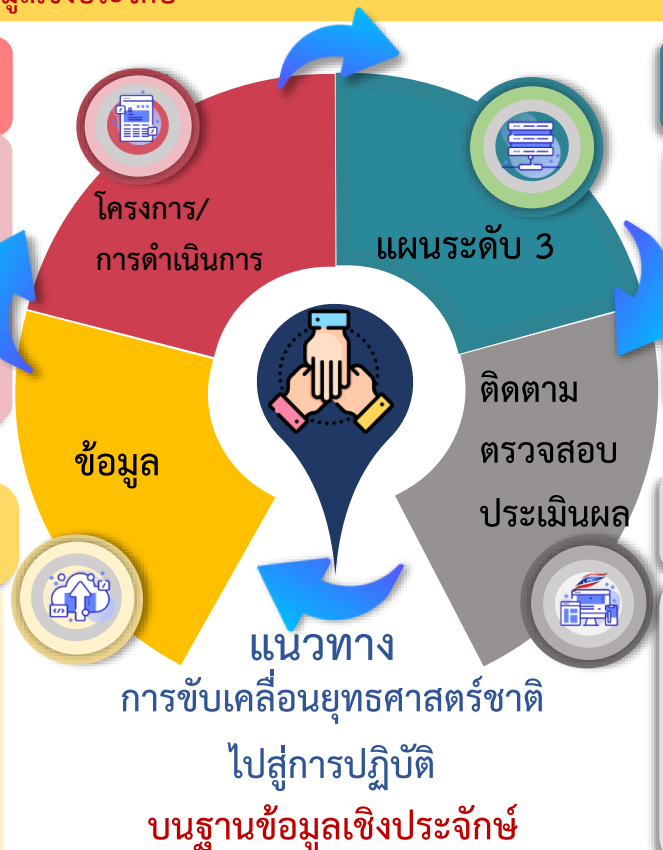 โครงการ/
การดำเนินการ
แผนระดับ 3
ข้อมูล
ติดตาม
ตรวจสอบ
ประเมินผล
แนวทาง
การขับเคลื่อนยุทธศาสตร์ชาติ
ไปสู่การปฏิบัติ
บนฐานข้อมูลเชิงประจักษ์